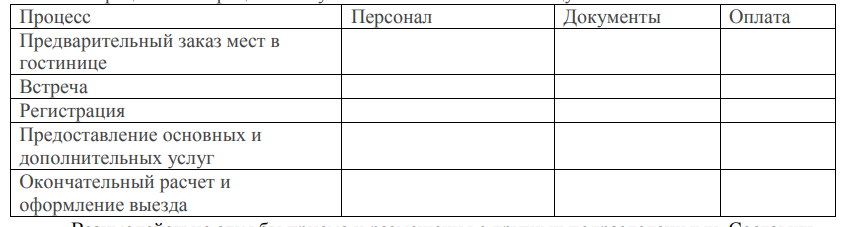 Процесс Персонал Документы Оплата
Предварительный заказ мест в
гостинице
Встреча
Регистрация
Предоставление основных и
дополнительных услуг
Окончательный расчет и
оформление выезда